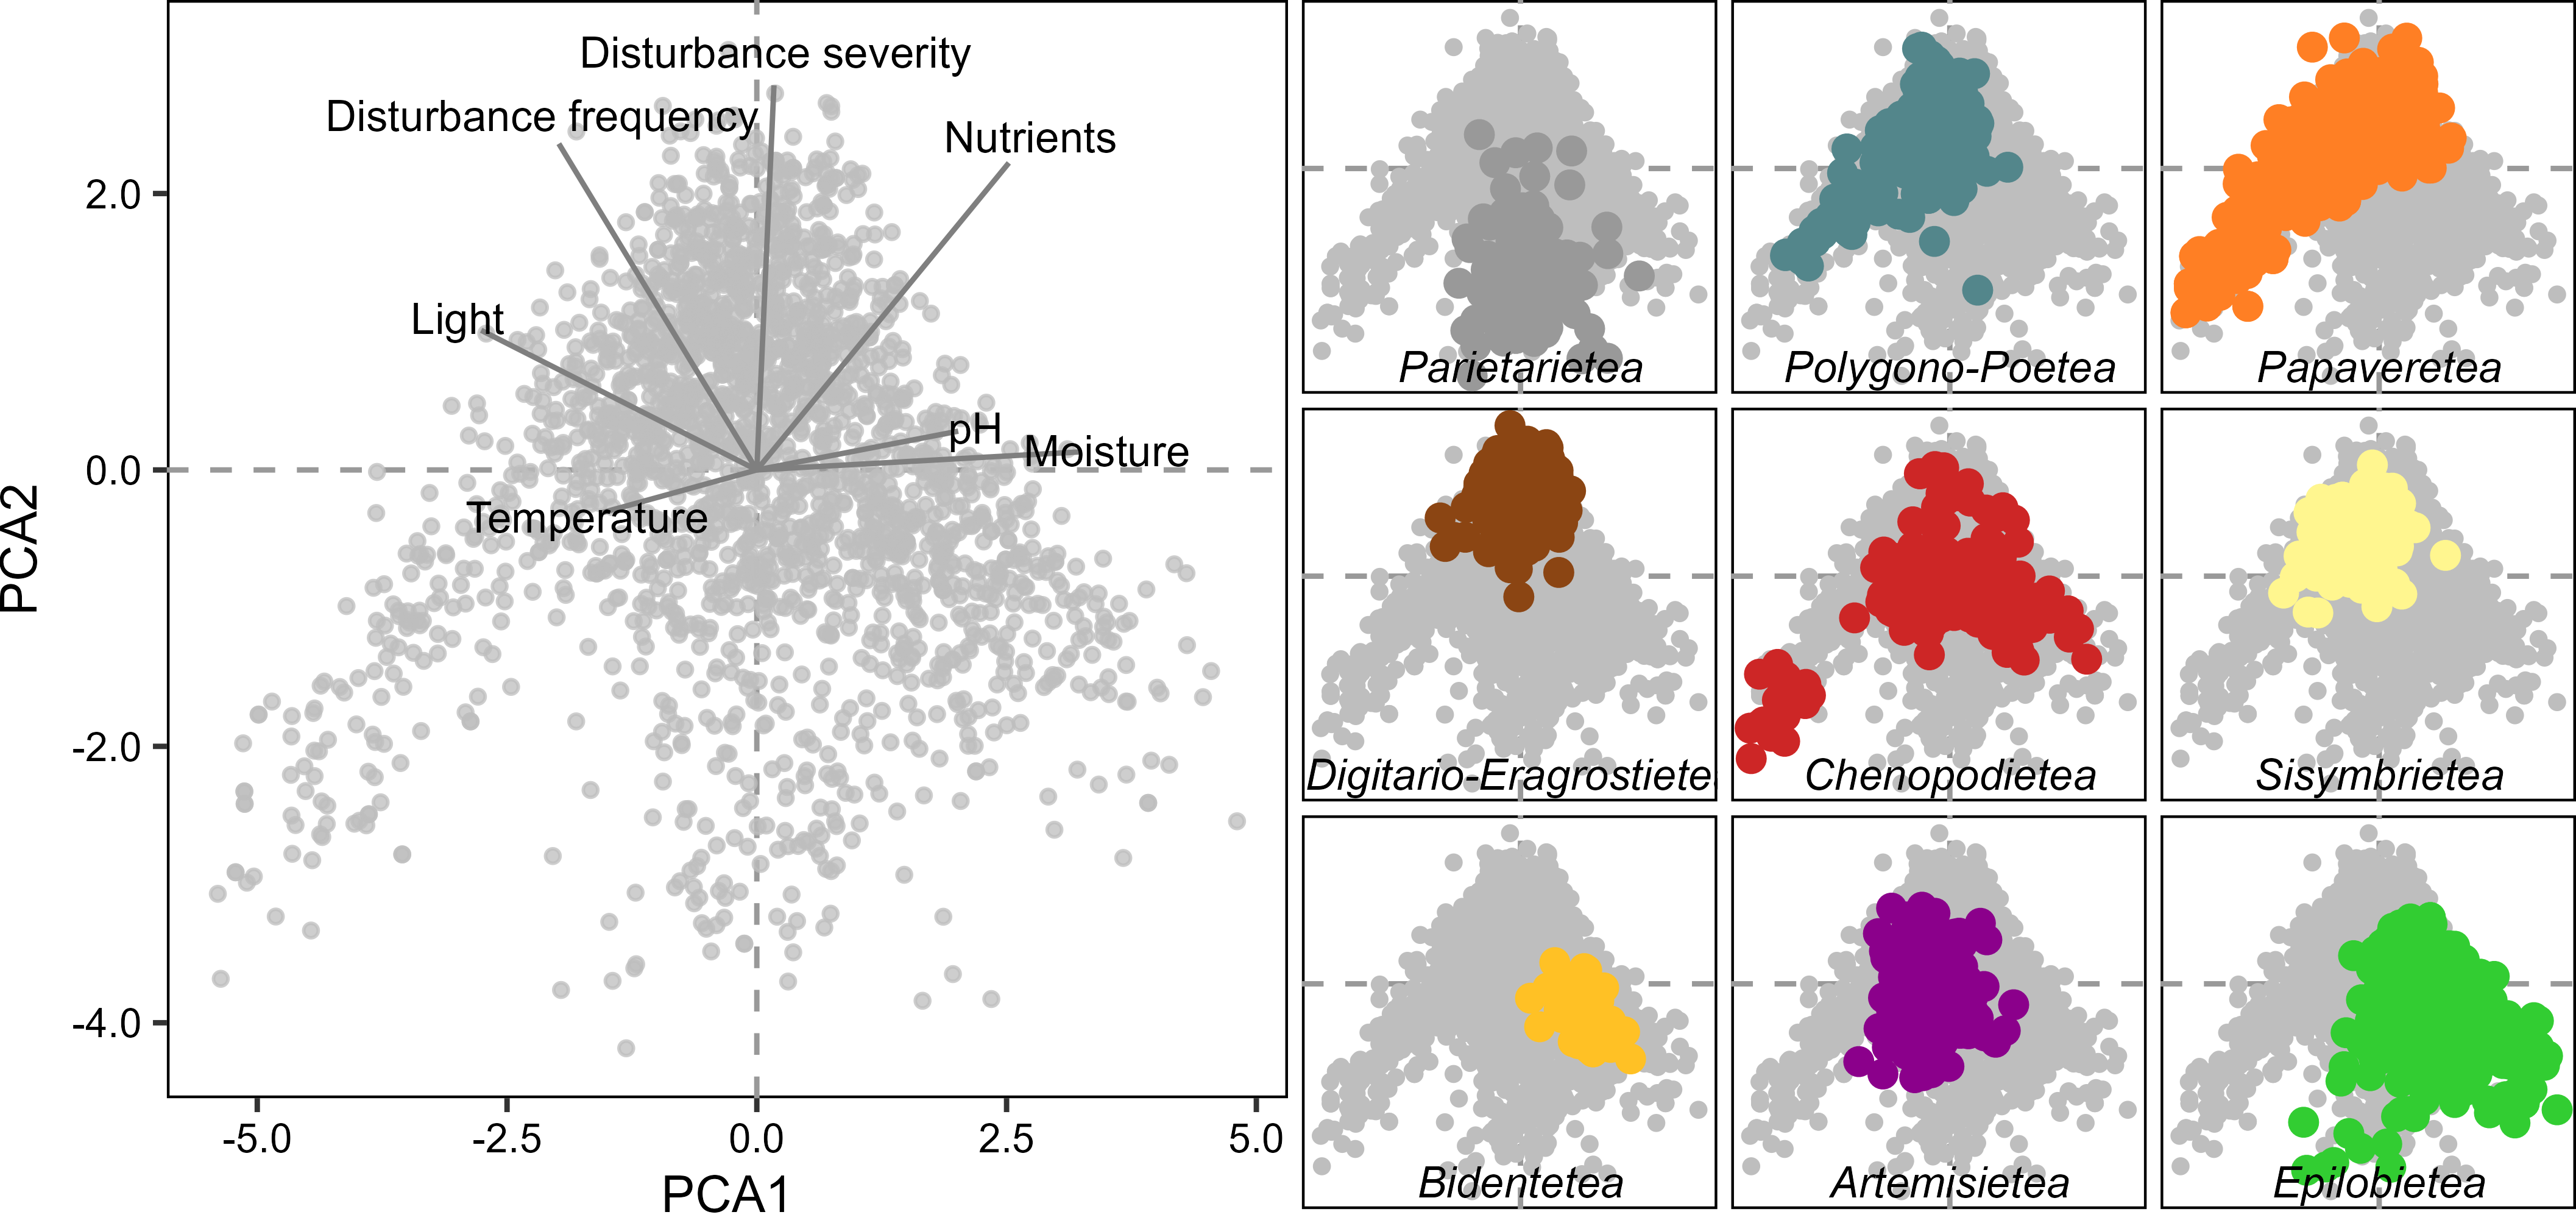 Disturbance severity
Disturbance frequency
Nutrients
Light
pH
Moisture
Temperature
PCA2
2.0
0.0
-2.0
-4.0
-5.0
-2.5
0.0
2.5
5.0
PCA1
Parietarietea
Polygono-Poetea
Papaveretea
Digitario-Eragrostietea
Chenopodietea
Sisymbrietea
Bidentetea
Artemisietea
Epilobietea